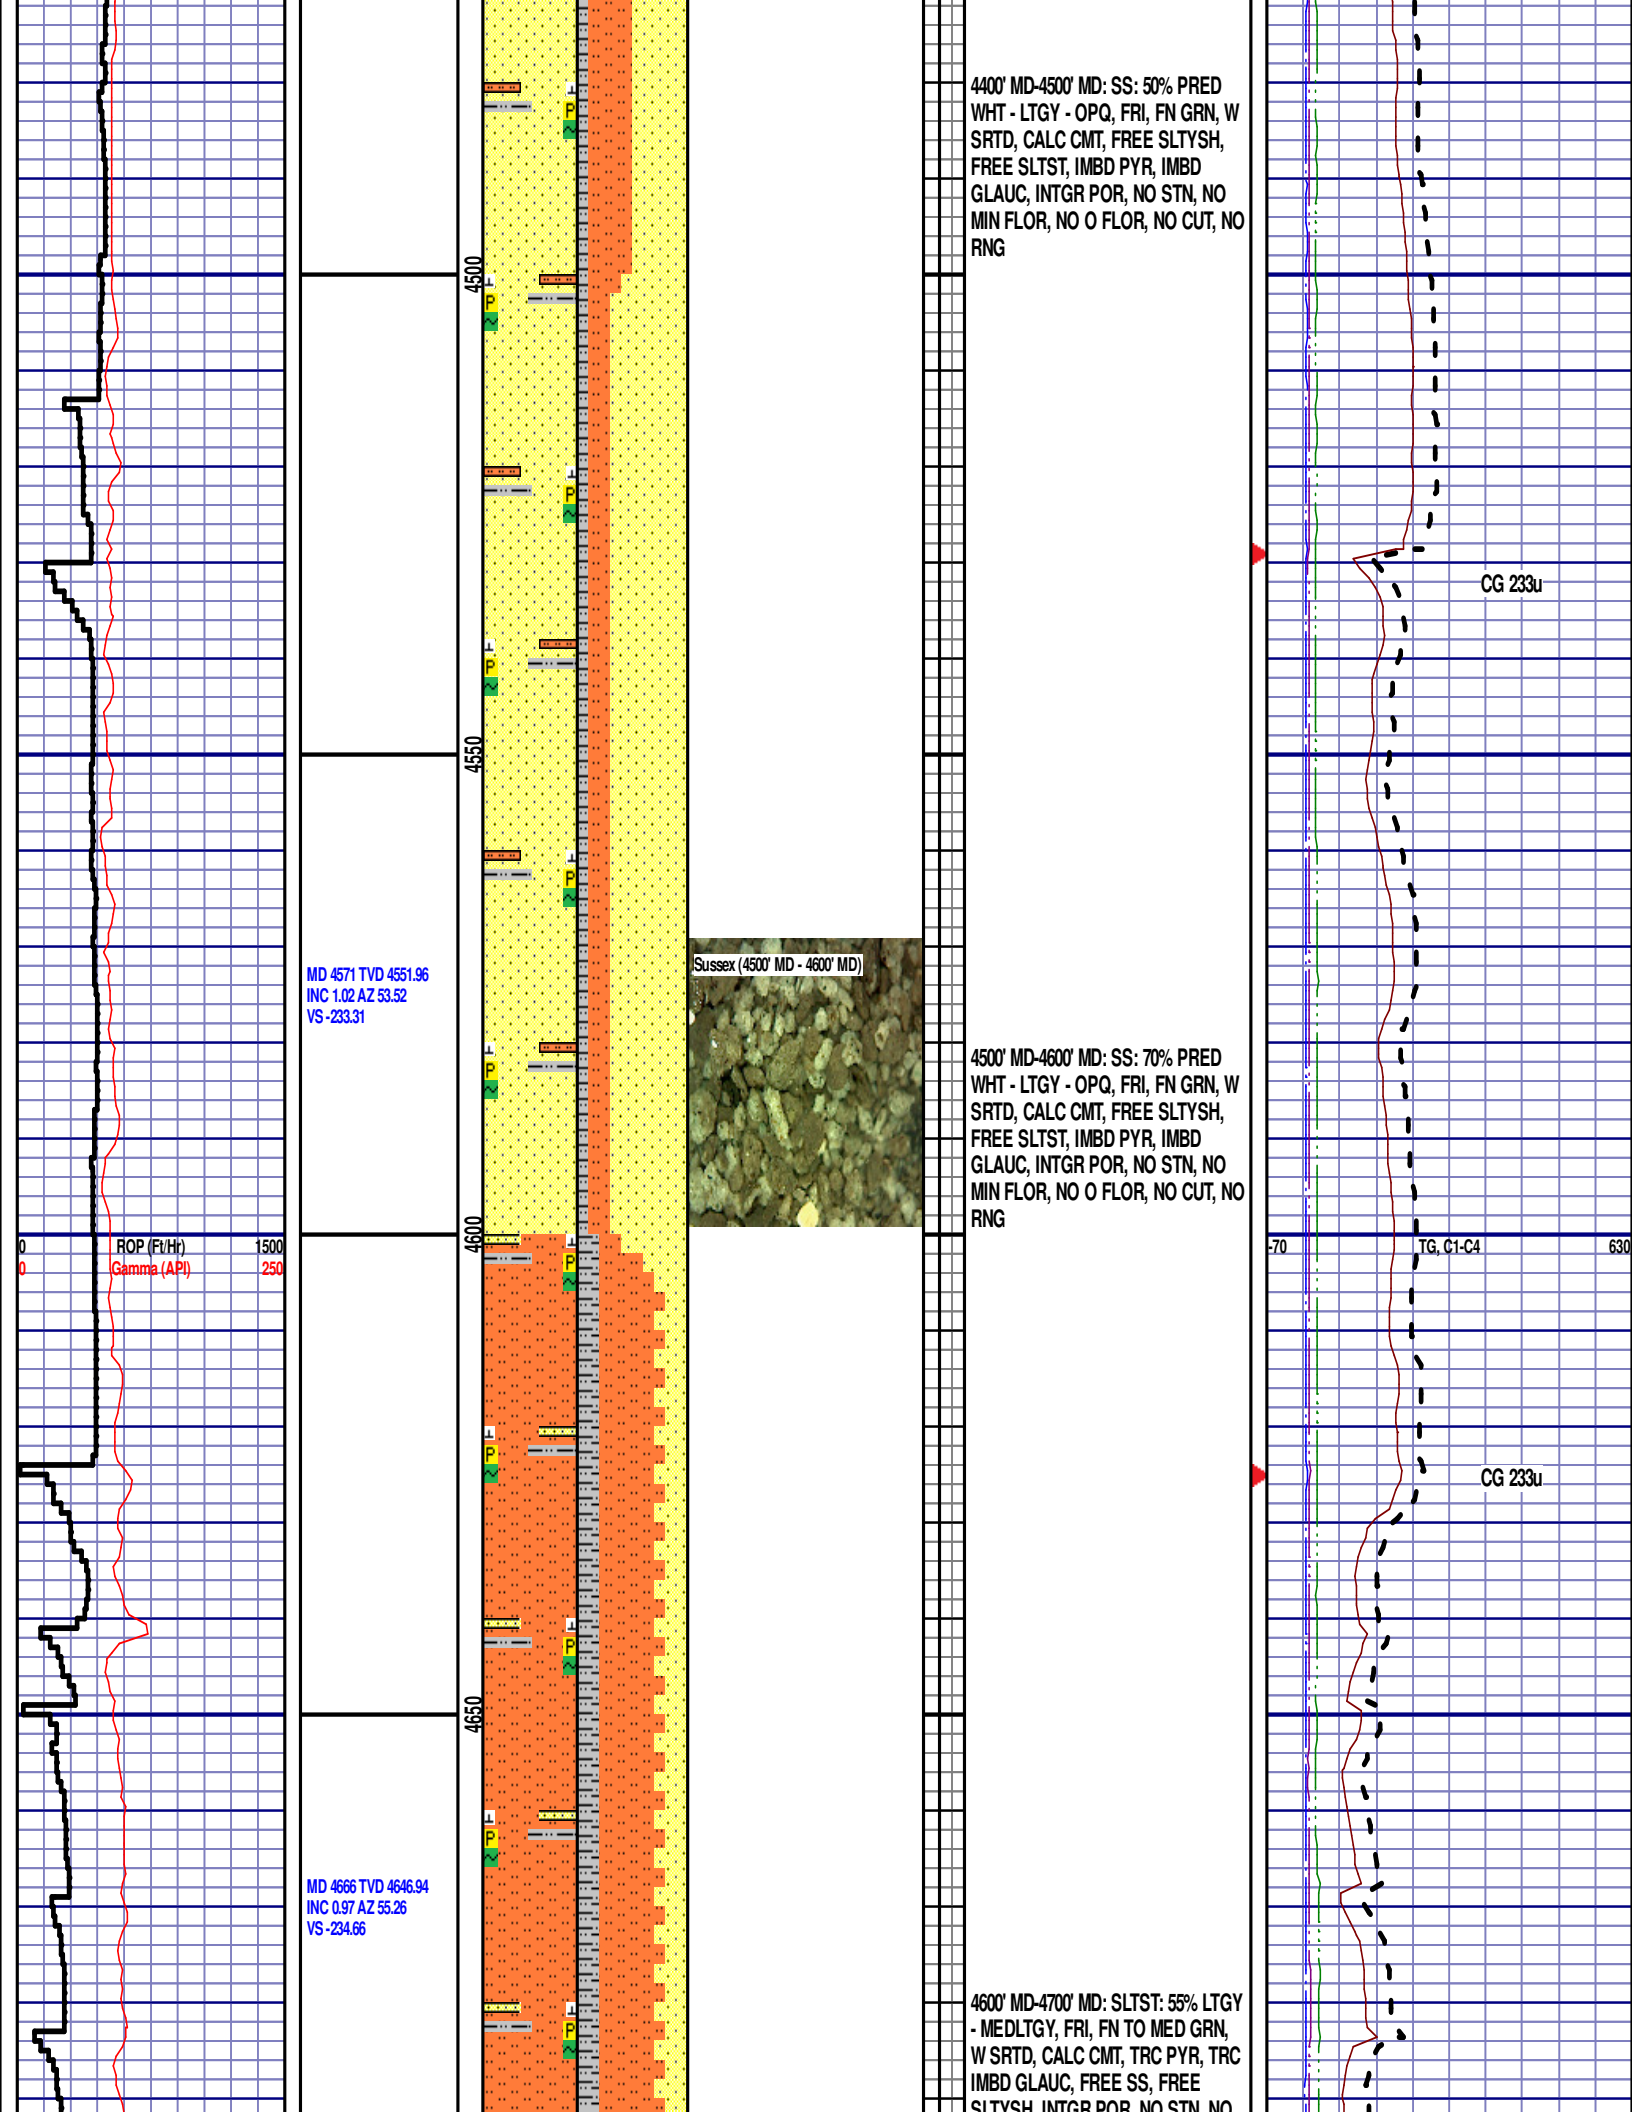 4400' MD-4500' MD: SS: 50% PRED
WHT - LTGY - OPQ, FRI, FN GRN, W
SRTD, CALC CMT, FREE SLTYSH,
FREE SLTST, IMBD PYR, IMBD
GLAUC, INTGR POR, NO STN, NO
MIN FLOR, NO O FLOR, NO CUT, NO
RNG
4500
CG 233u
4550
MD 4571 TVD 4551.96
INC 1.02 AZ 53.52
VS -233.31
Sussex (4500' MD - 4600' MD)
4500' MD-4600' MD: SS: 70% PRED
WHT - LTGY - OPQ, FRI, FN GRN, W
SRTD, CALC CMT, FREE SLTYSH,
FREE SLTST, IMBD PYR, IMBD
GLAUC, INTGR POR, NO STN, NO
MIN FLOR, NO O FLOR, NO CUT, NO
RNG
4600
0 ROP (Ft/Hr) 1500
0 Gamma (API) 250
-70 TG, C1-C4 630
CG 233u
4650
MD 4666 TVD 4646.94
INC 0.97 AZ 55.26
VS -234.66
4600' MD-4700' MD: SLTST: 55% LTGY
- MEDLTGY, FRI, FN TO MED GRN,
W SRTD, CALC CMT, TRC PYR, TRC
IMBD GLAUC, FREE SS, FREE
SLTYSH, INTGR POR, NO STN, NO
P
P
P
P
P
P
P
P
P
P
P